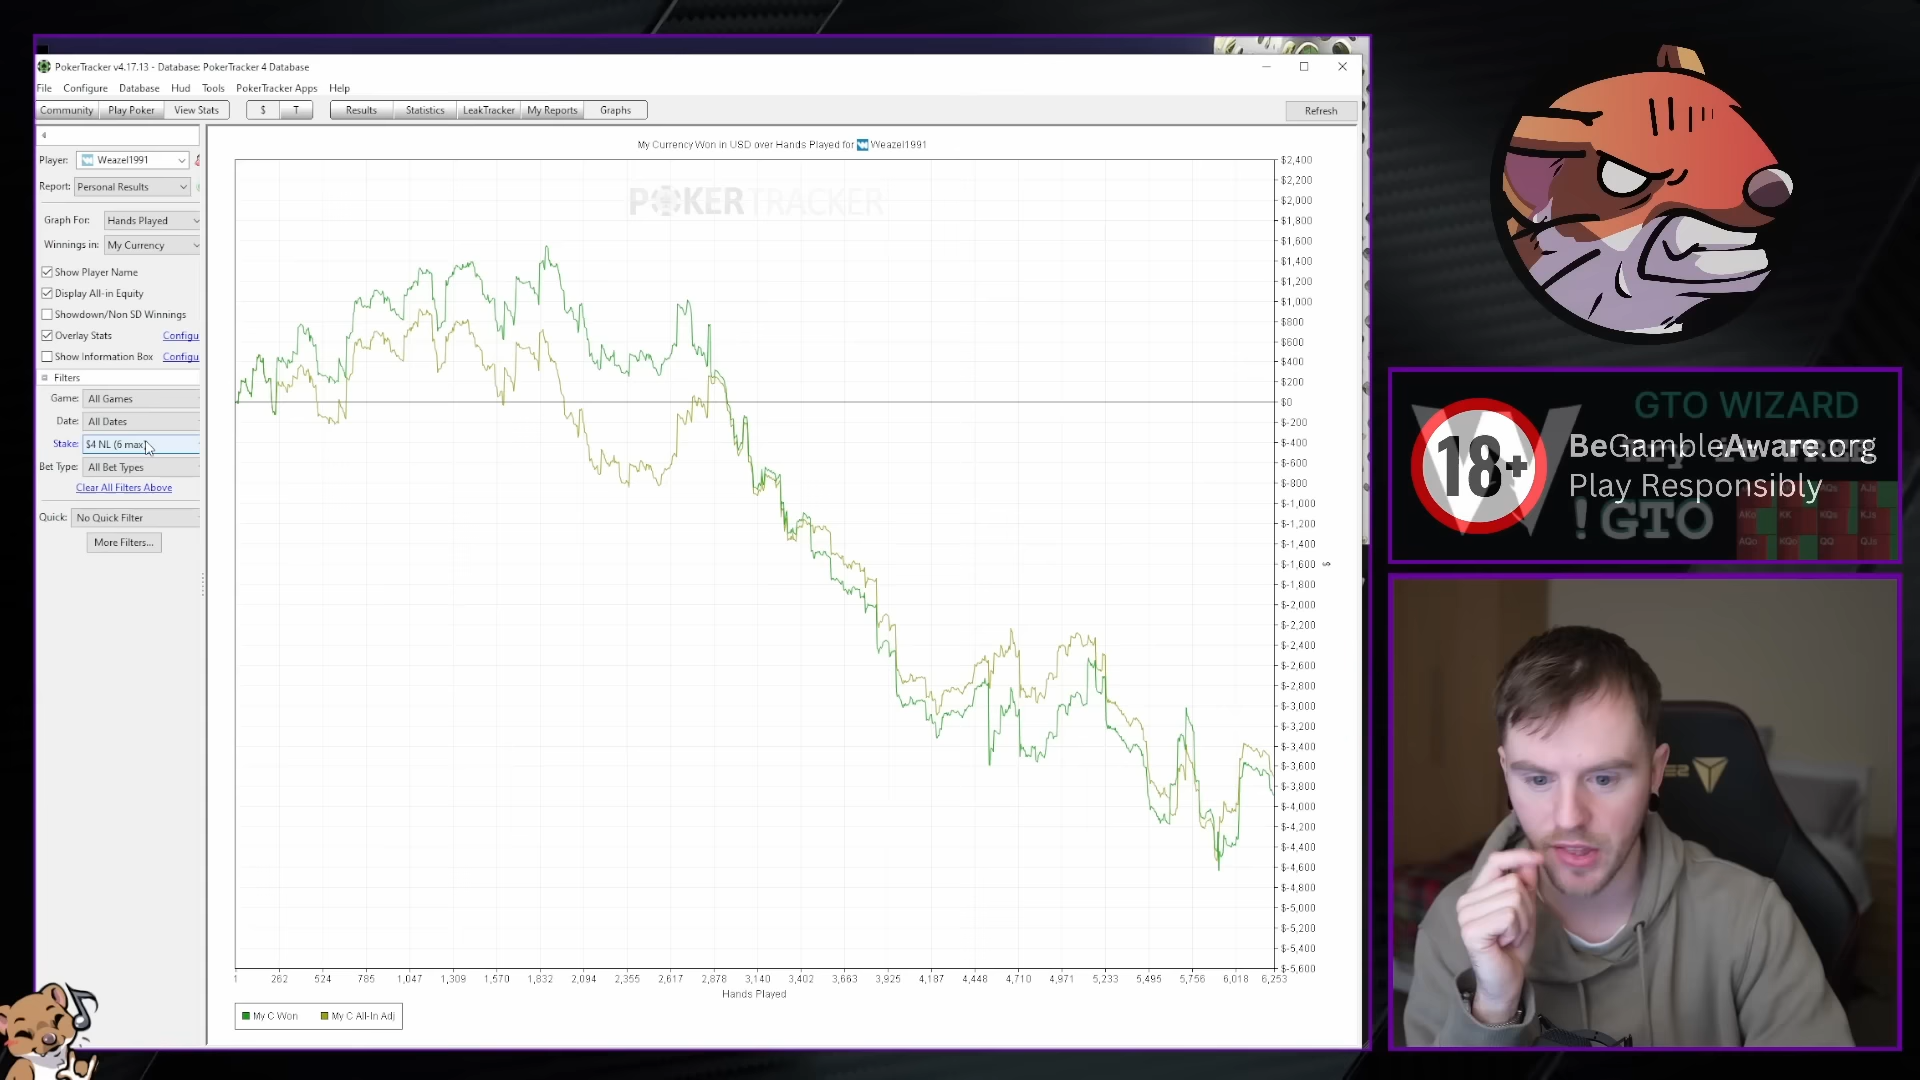 PokerTracker v4.17.13 - Database: PokerTracker 4 Database
File Configure Database Hud Tools PokerTracker Apps Help
Community Play Poker View Stats $ T Results Statistics LeakTracker My Reports Graphs Refresh
Player: Weazel1991
Report: Personal Results
Graph For: Hands Played
Winnings in: My Currency
Show Player Name
Display All-in Equity
Showdown/Non SD Winnings
Overlay Stats Configu
Show Information Box Configu
Filters
Game: All Games
Date: All Dates
Stake: $4 NL (6 max)
Bet Type: All Bet Types
Clear All Filters Above
Quick: No Quick Filter
More Filters...
My Currency Won in USD over Hands Played for Weazel1991
POKERTRACKER
$2,400
$2,200
$2,000
$1,800
$1,600
$1,400
$1,200
$1,000
$800
$600
$400
$200
$0
$-200
$-400
$-600
$-800
$-1,000
$-1,200
$-1,400
$-1,600
$-1,800
$-2,000
$-2,200
$-2,400
$-2,600
$-2,800
$-3,000
$-3,200
$-3,400
$-3,600
$-3,800
$-4,000
$-4,200
$-4,400
$-4,600
$-4,800
$-5,000
$-5,200
$-5,400
$-5,600
$
1 262 524 785 1,047 1,309 1,570 1,832 2,094 2,355 2,617 2,878 3,140 3,402 3,663 3,925 4,187 4,448 4,710 4,971 5,233 5,495 5,756 6,018 6,253
Hands Played
My C Won My C All-In Adj
GTO WIZARD
18+
BeGambleAware.org
Play Responsibly
!GTO
AKo KK KQs KJs
AQo KQo QQ QJs